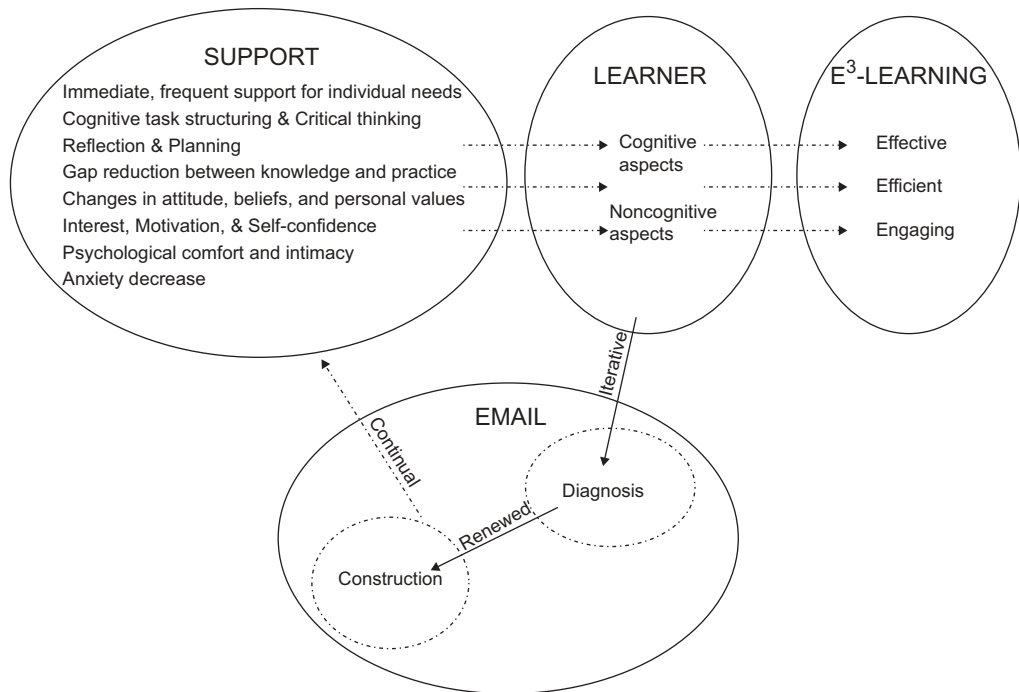 SUPPORT
Immediate, frequent support for individual needs
Cognitive task structuring & Critical thinking
Reflection & Planning
Gap reduction between knowledge and practice
Changes in attitude, beliefs, and personal values
Interest, Motivation, & Self-confidence
Psychological comfort and intimacy
Anxiety decrease
LEARNER
Cognitive
aspects
Noncognitive
aspects
E³-LEARNING
Effective
Efficient
Engaging
Iterative
EMAIL
Continual
Diagnosis
Renewed
Construction